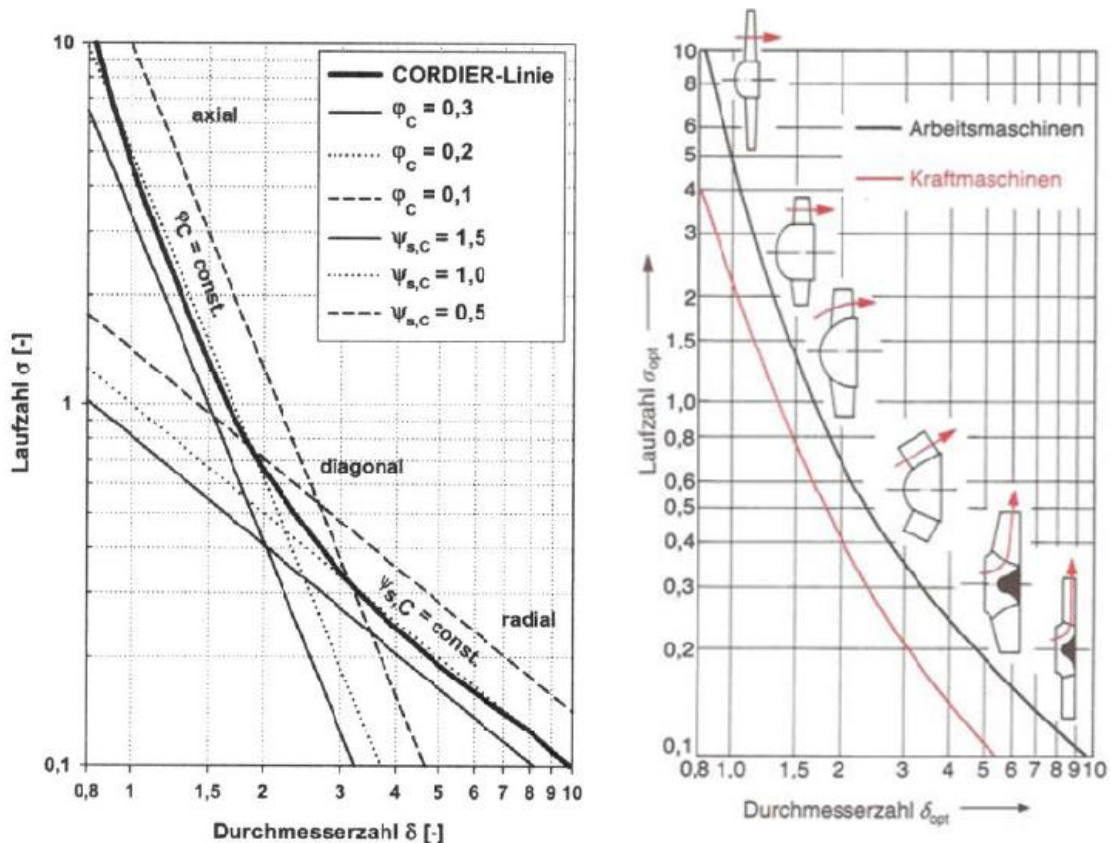 10
1
0,1
Laufzahl σ [-]
0,8
1
1,5
2
3
4
5
6
7
8
9
10
Durchmesserzahl δ [-]
axial
diagonal
radial
φC = const.
ψs,C = const.
CORDIER-Linie
φC = 0,3
φC = 0,2
φC = 0,1
ψs,C = 1,5
ψs,C = 1,0
ψs,C = 0,5
10
8
6
5
4
3
2
1.5
1,0
0,8
0,6
0,5
0,4
0,3
0,2
0,1
Laufzahl σopt
Arbeitsmaschinen
Kraftmaschinen
0,8 1,0 1,5 2 3 4 5 6 7 8 9 10
Durchmesserzahl δopt